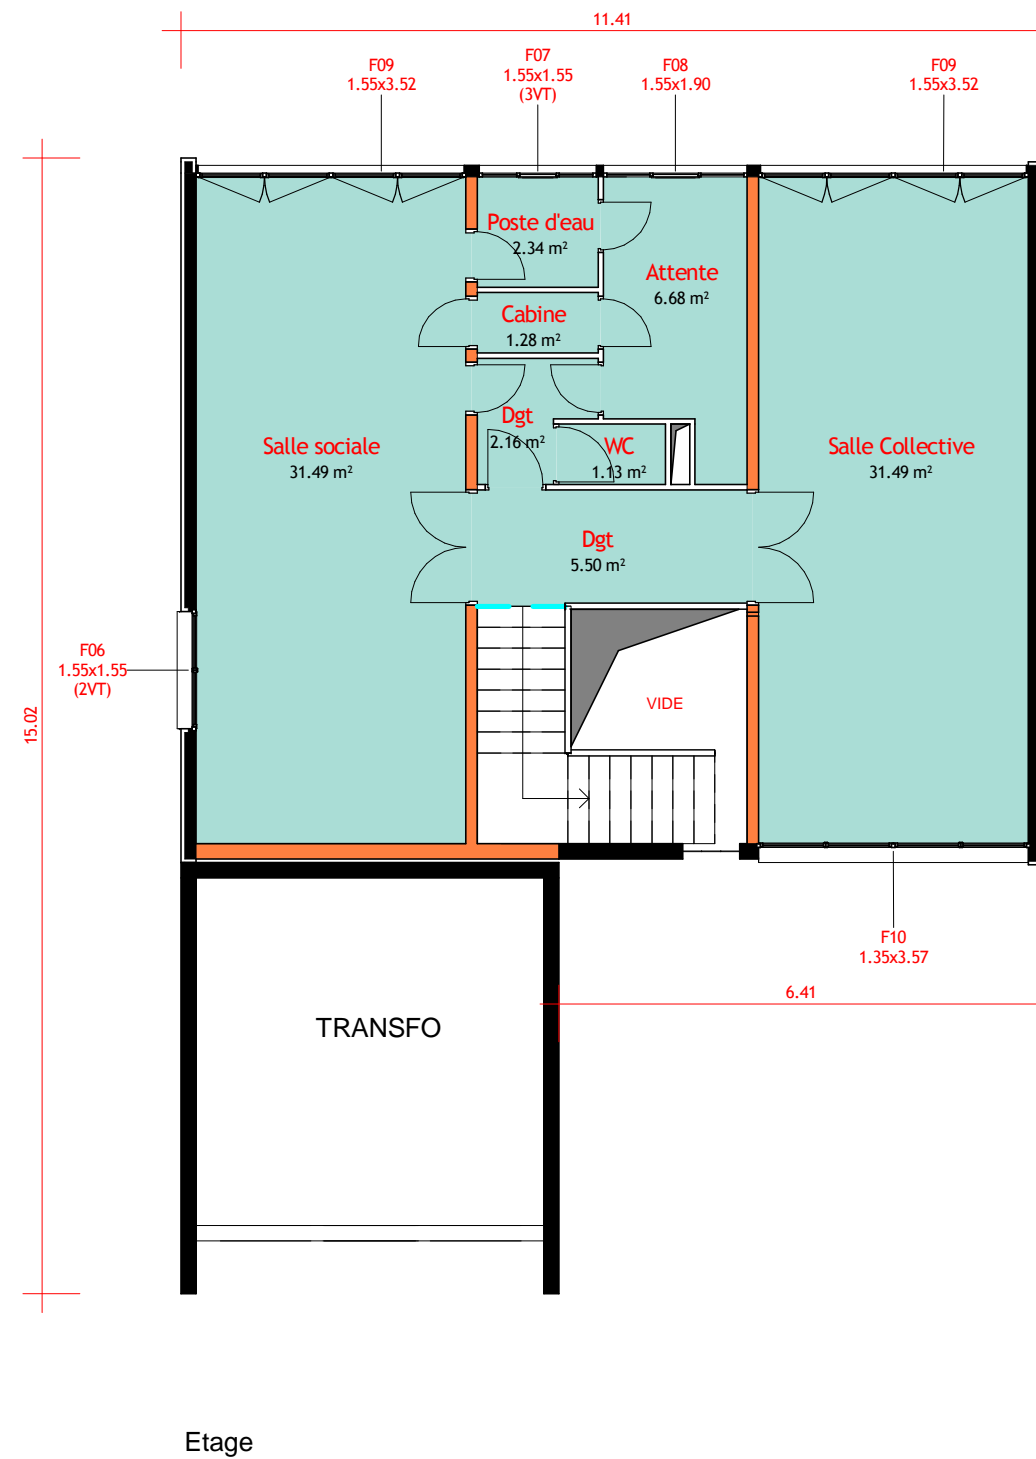 11.41
F09
1.55x3.52
F07
1.55x1.55
(3VT)
F08
1.55x1.90
F09
1.55x3.52
Poste d'eau
2.34 m²
Attente
6.68 m²
Cabine
1.28 m²
Dgt
2.16 m²
WC
1.13 m²
Salle sociale
31.49 m²
Salle Collective
31.49 m²
Dgt
5.50 m²
F06
1.55x1.55
(2VT)
VIDE
15.02
F10
1.35x3.57
6.41
TRANSFO
Etage